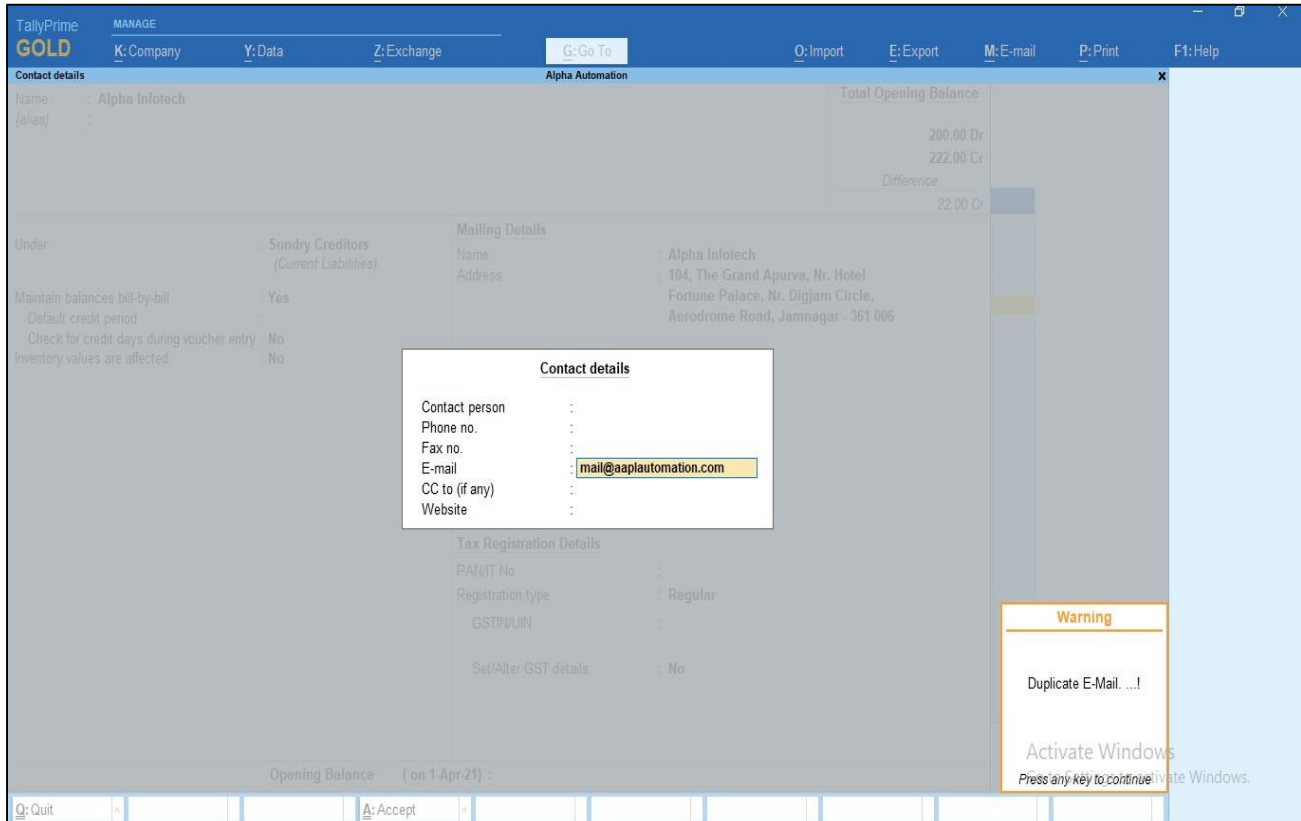 TallyPrime
GOLD
MANAGE
K: Company Y: Data Z: Exchange G: Go To O: Import E: Export M: E-mail P: Print F1: Help
Contact details Alpha Automation x
Name : Alpha Infotech
(alias) :
Total Opening Balance
200.00 Dr
222.00 Cr
Difference
22.00 Cr
Under : Sundry Creditors
(Current Liabilities)
Maintain balances bill-by-bill : Yes
Default credit period :
Check for credit days during voucher entry : No
Inventory values are affected : No
Mailing Details
Name : Alpha Infotech
Address : 104, The Grand Apurva, Nr. Hotel
Fortune Palace, Nr. Digjam Circle,
Aerodrome Road, Jamnagar - 361 006
Contact details
Contact person :
Phone no. :
Fax no. :
E-mail : mail@aaplautomation.com
CC to (if any) :
Website :
Tax Registration Details
PAN/IT No :
Registration type : Regular
GSTIN/UIN :
Set/Alter GST details : No
Warning
Duplicate E-Mail. ...!
Press any key to continue
Activate Windows
Go to Settings to activate Windows.
Opening Balance ( on 1-Apr-21) :
Q: Quit A: Accept